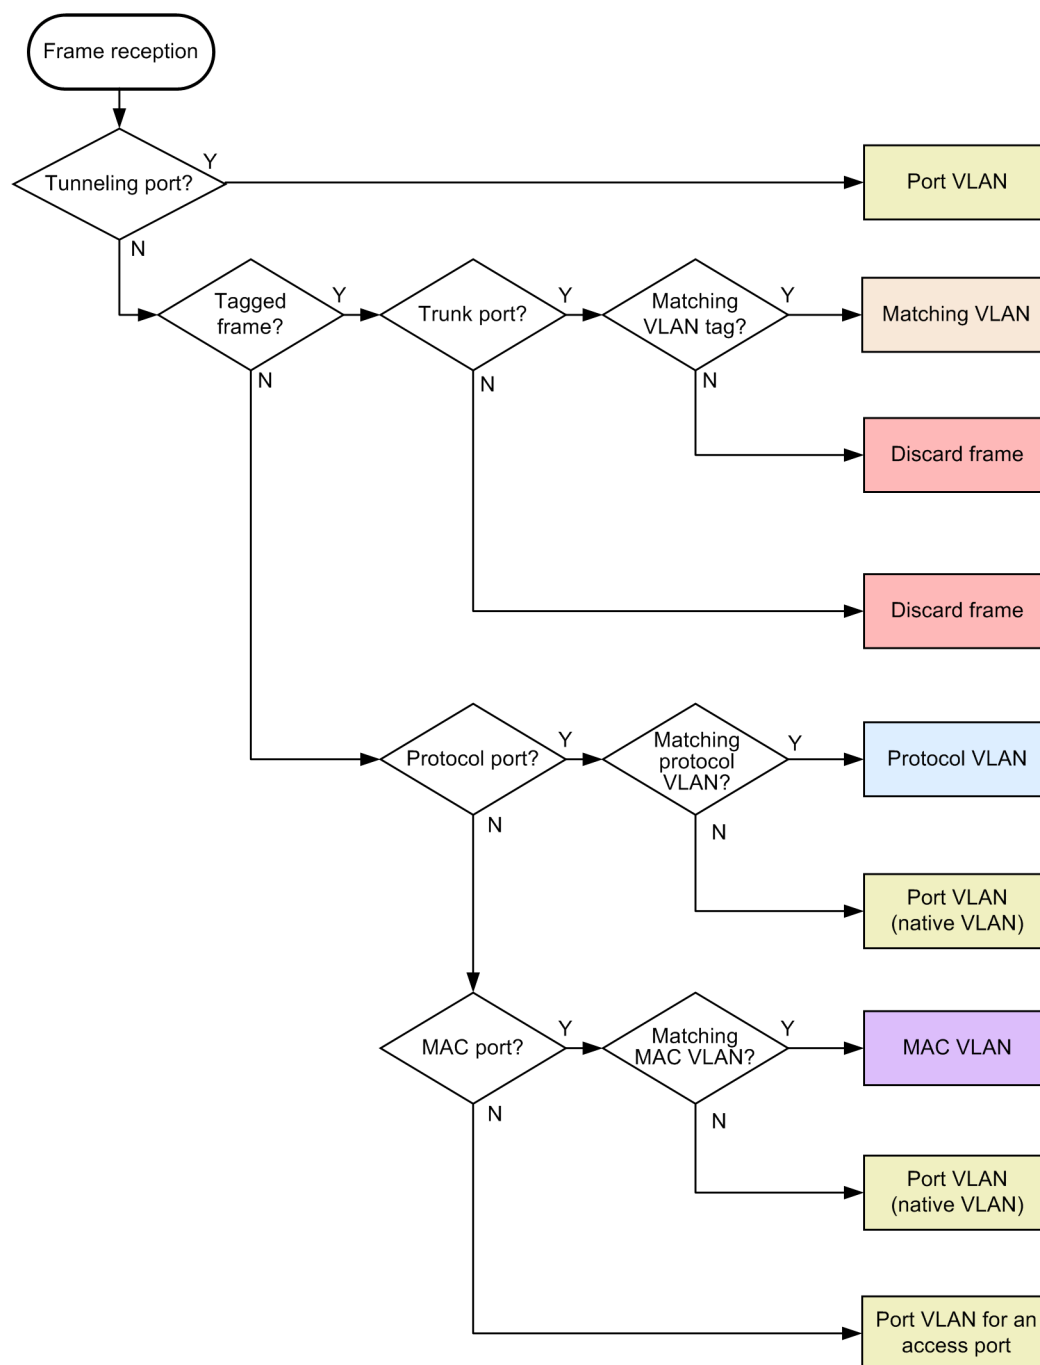 Frame reception
Y
Tunneling port?
Port VLAN
N
Tagged
frame?
Y
Trunk port?
Y
Matching
VLAN tag?
Y
Matching VLAN
N
N
N
Discard frame
Discard frame
Protocol port?
Y
Matching
protocol
VLAN?
Y
Protocol VLAN
N
N
Port VLAN
(native VLAN)
MAC port?
Y
Matching
MAC VLAN?
Y
MAC VLAN
N
N
Port VLAN
(native VLAN)
Port VLAN for an
access port